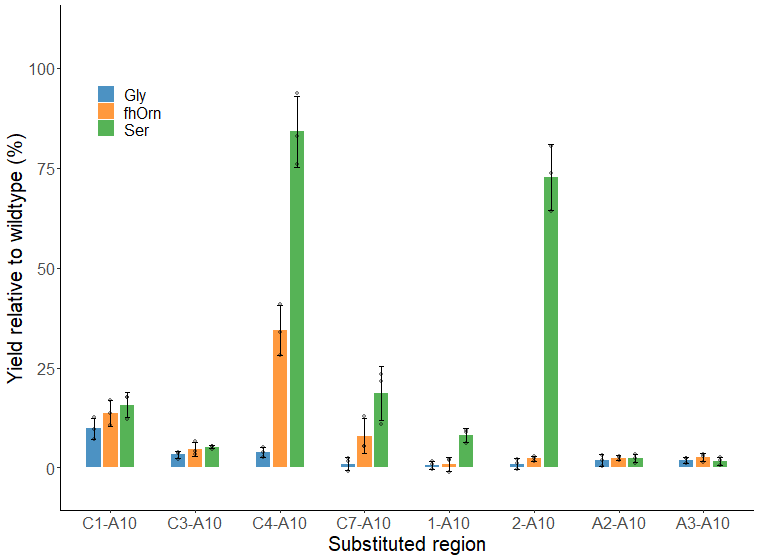 Yield relative to wildtype (%)
100
75
50
25
0
Gly
fhOrn
Ser
C1-A10 C3-A10 C4-A10 C7-A10 1-A10 2-A10 A2-A10 A3-A10
Substituted region